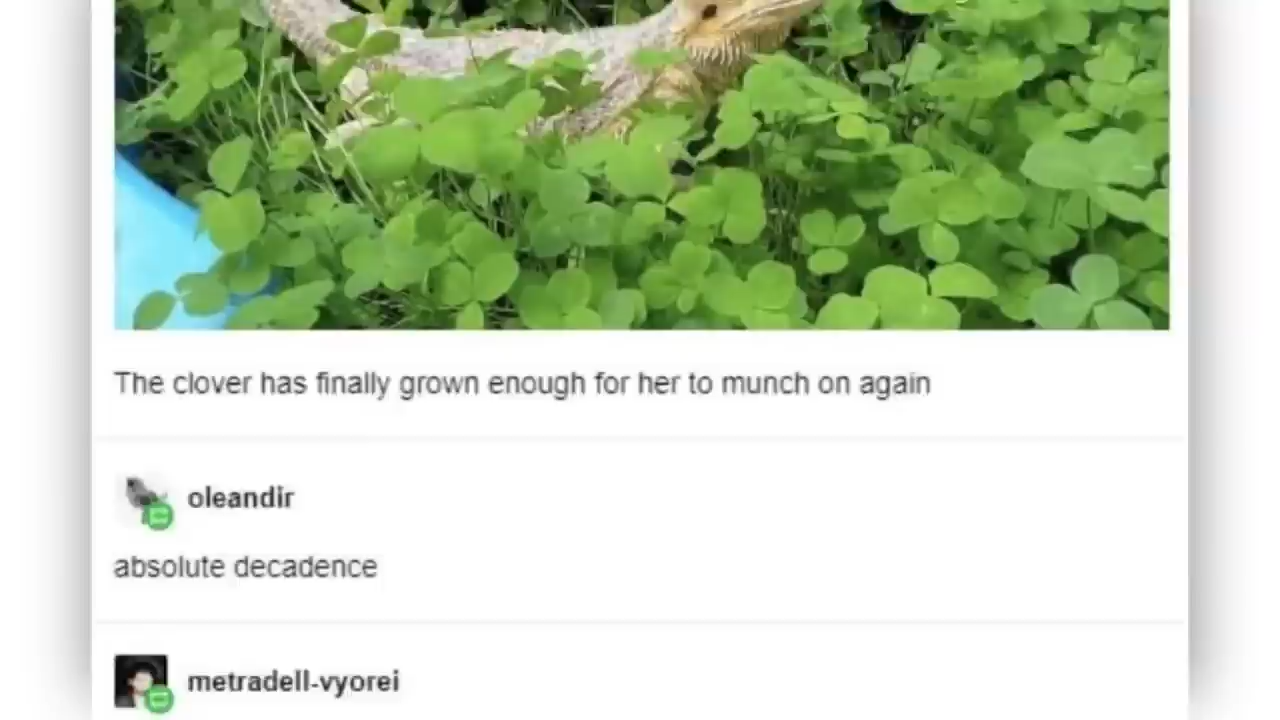 The clover has finally grown enough for her to munch on again
oleandir
absolute decadence
metradell-vyorei